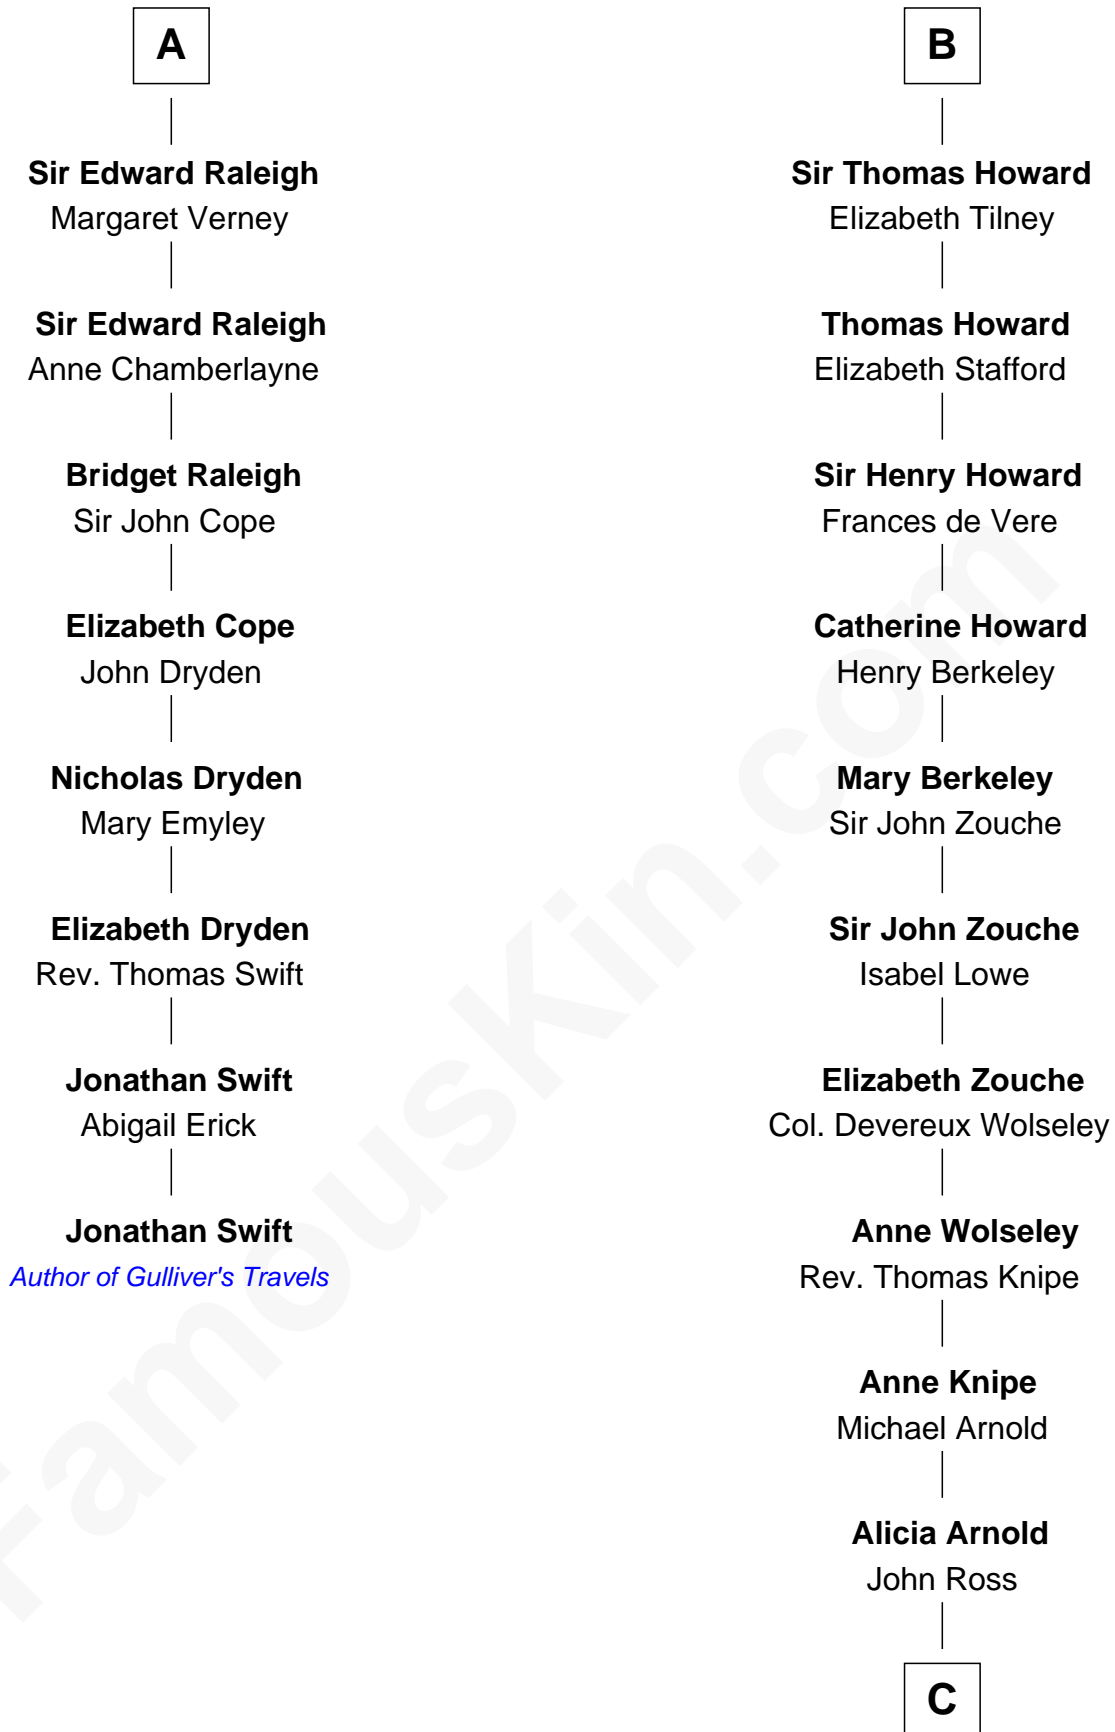 A
Sir Edward Raleigh
Margaret Verney
Sir Edward Raleigh
Anne Chamberlayne
Bridget Raleigh
Sir John Cope
Elizabeth Cope
John Dryden
Nicholas Dryden
Mary Emyley
Elizabeth Dryden
Rev. Thomas Swift
Jonathan Swift
Abigail Erick
Jonathan Swift
Author of Gulliver's Travels
B
Sir Thomas Howard
Elizabeth Tilney
Thomas Howard
Elizabeth Stafford
Sir Henry Howard
Frances de Vere
Catherine Howard
Henry Berkeley
Mary Berkeley
Sir John Zouche
Sir John Zouche
Isabel Lowe
Elizabeth Zouche
Col. Devereux Wolseley
Anne Wolseley
Rev. Thomas Knipe
Anne Knipe
Michael Arnold
Alicia Arnold
John Ross
C
FamousKin.com